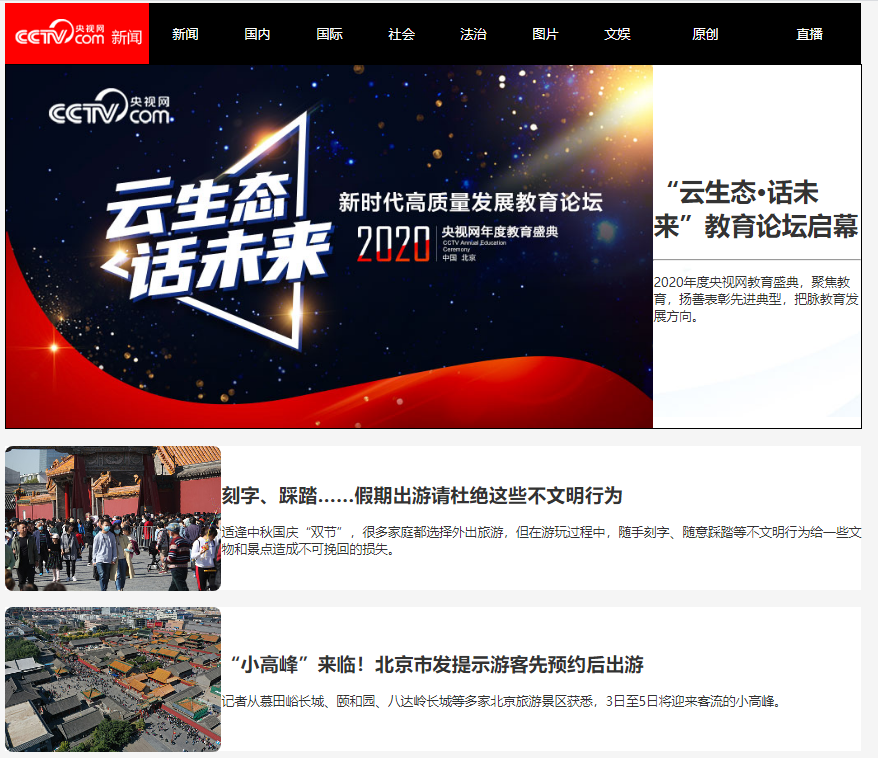 CCTV.com 央视网 新闻
新闻 国内 国际 社会 法治 图片 文娱 原创 直播
CCTV.com 央视网
云生态
话未来
新时代高质量发展教育论坛
2020 央视网年度教育盛典
CCTV Annual Education
Ceremony
中国 北京
“云生态·话未
来”教育论坛启幕
2020年度央视网教育盛典，聚焦教
育，扬善表彰先进典型，把脉教育发
展方向。
刻字、踩踏……假期出游请杜绝这些不文明行为
适逢中秋国庆“双节”，很多家庭都选择外出旅游，但在游玩过程中，随手刻字、随意踩踏等不文明行为给一些文
物和景点造成不可挽回的损失。
“小高峰”来临！北京市发提示游客先预约后出游
记者从慕田峪长城、颐和园、八达岭长城等多家北京旅游景区获悉，3日至5日将迎来客流的小高峰。